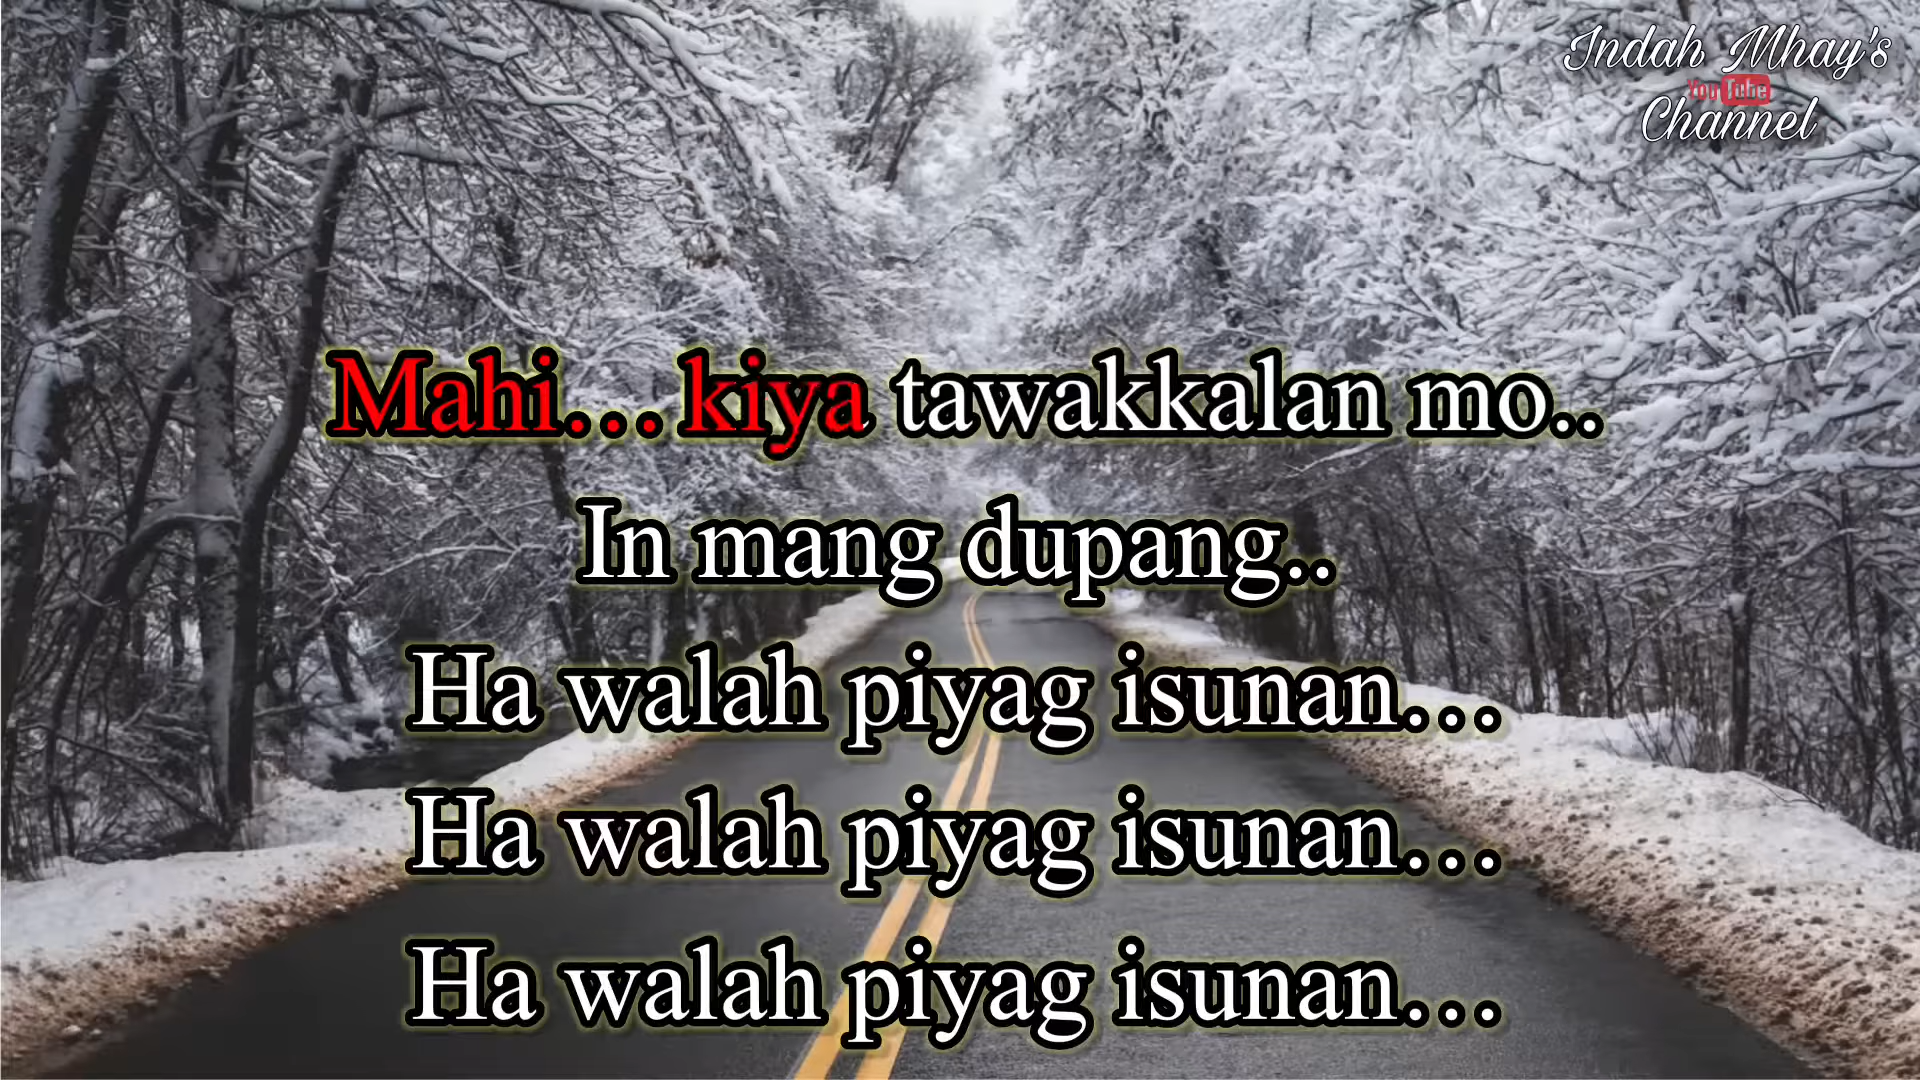 Indah Mhay's
YouTube
Channel
Mahi... kiya tawakkalan mo..
In mang dupang..
Ha walah piyag isunan...
Ha walah piyag isunan...
Ha walah piyag isunan...